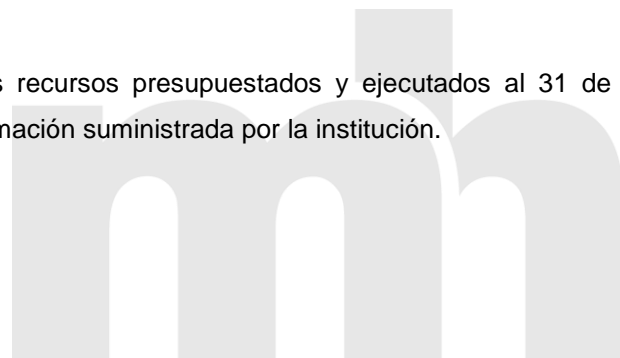 s recursos presupuestados y ejecutados al 31 de
mación suministrada por la institución.